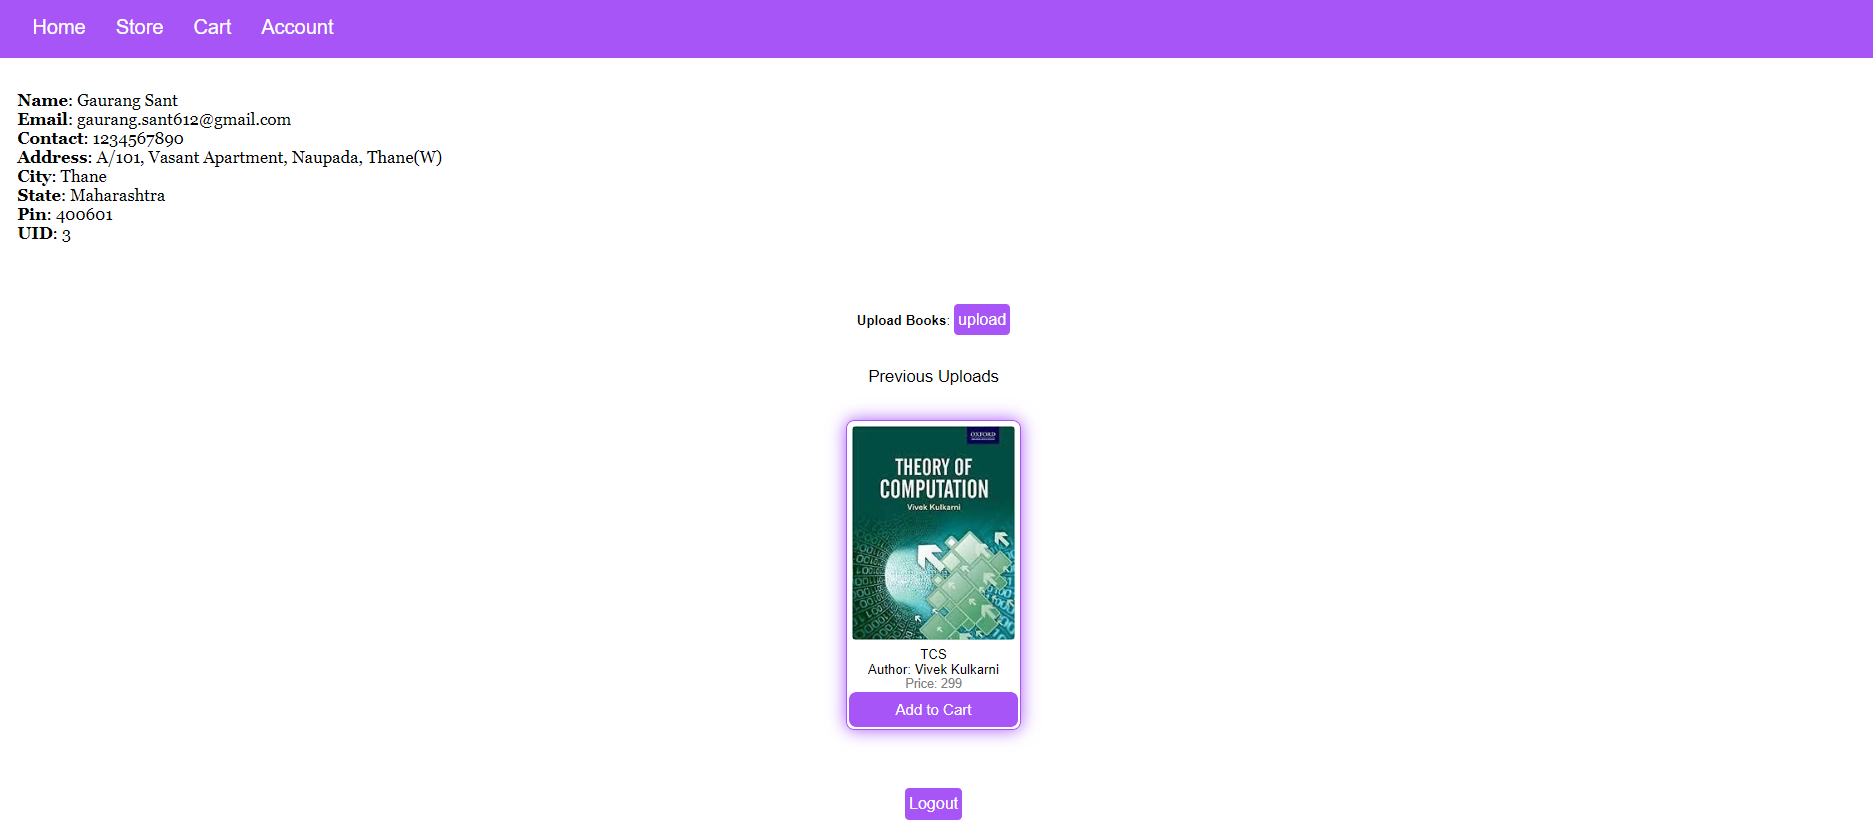 Home Store Cart Account
Name: Gaurang Sant
Email: gaurang.sant612@gmail.com
Contact: 1234567890
Address: A/101, Vasant Apartment, Naupada, Thane(W)
City: Thane
State: Maharashtra
Pin: 400601
UID: 3
Upload Books: upload
Previous Uploads
OXFORD
THEORY OF
COMPUTATION
Vivek Kulkarni
TCS
Author: Vivek Kulkarni
Price: 299
Add to Cart
Logout